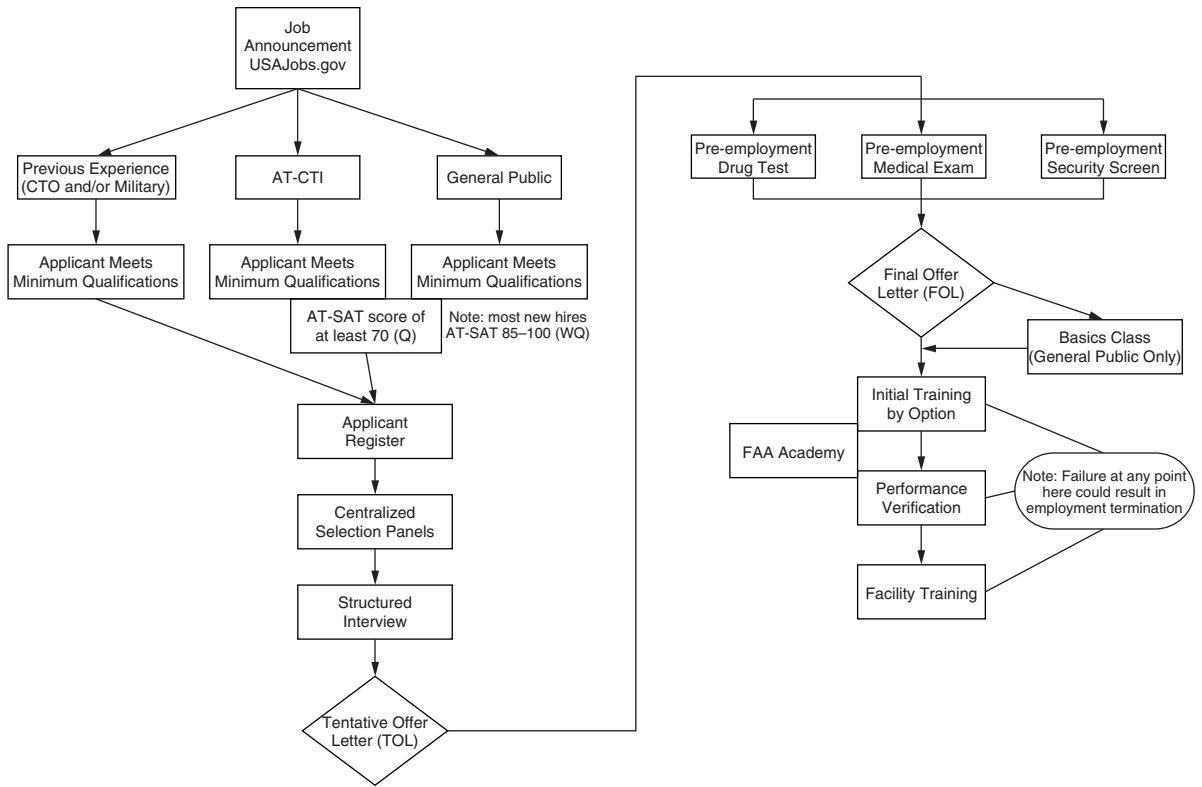 Job
Announcement
USAJobs.gov
Previous Experience
(CTO and/or Military)
AT-CTI
General Public
Applicant Meets
Minimum Qualifications
Applicant Meets
Minimum Qualifications
Applicant Meets
Minimum Qualifications
AT-SAT score of
at least 70 (Q)
Note: most new hires
AT-SAT 85–100 (WQ)
Applicant
Register
Centralized
Selection Panels
Structured
Interview
Tentative Offer
Letter (TOL)
Pre-employment
Drug Test
Pre-employment
Medical Exam
Pre-employment
Security Screen
Final Offer
Letter (FOL)
Basics Class
(General Public Only)
Initial Training
by Option
FAA Academy
Performance
Verification
Note: Failure at any point
here could result in
employment termination
Facility Training